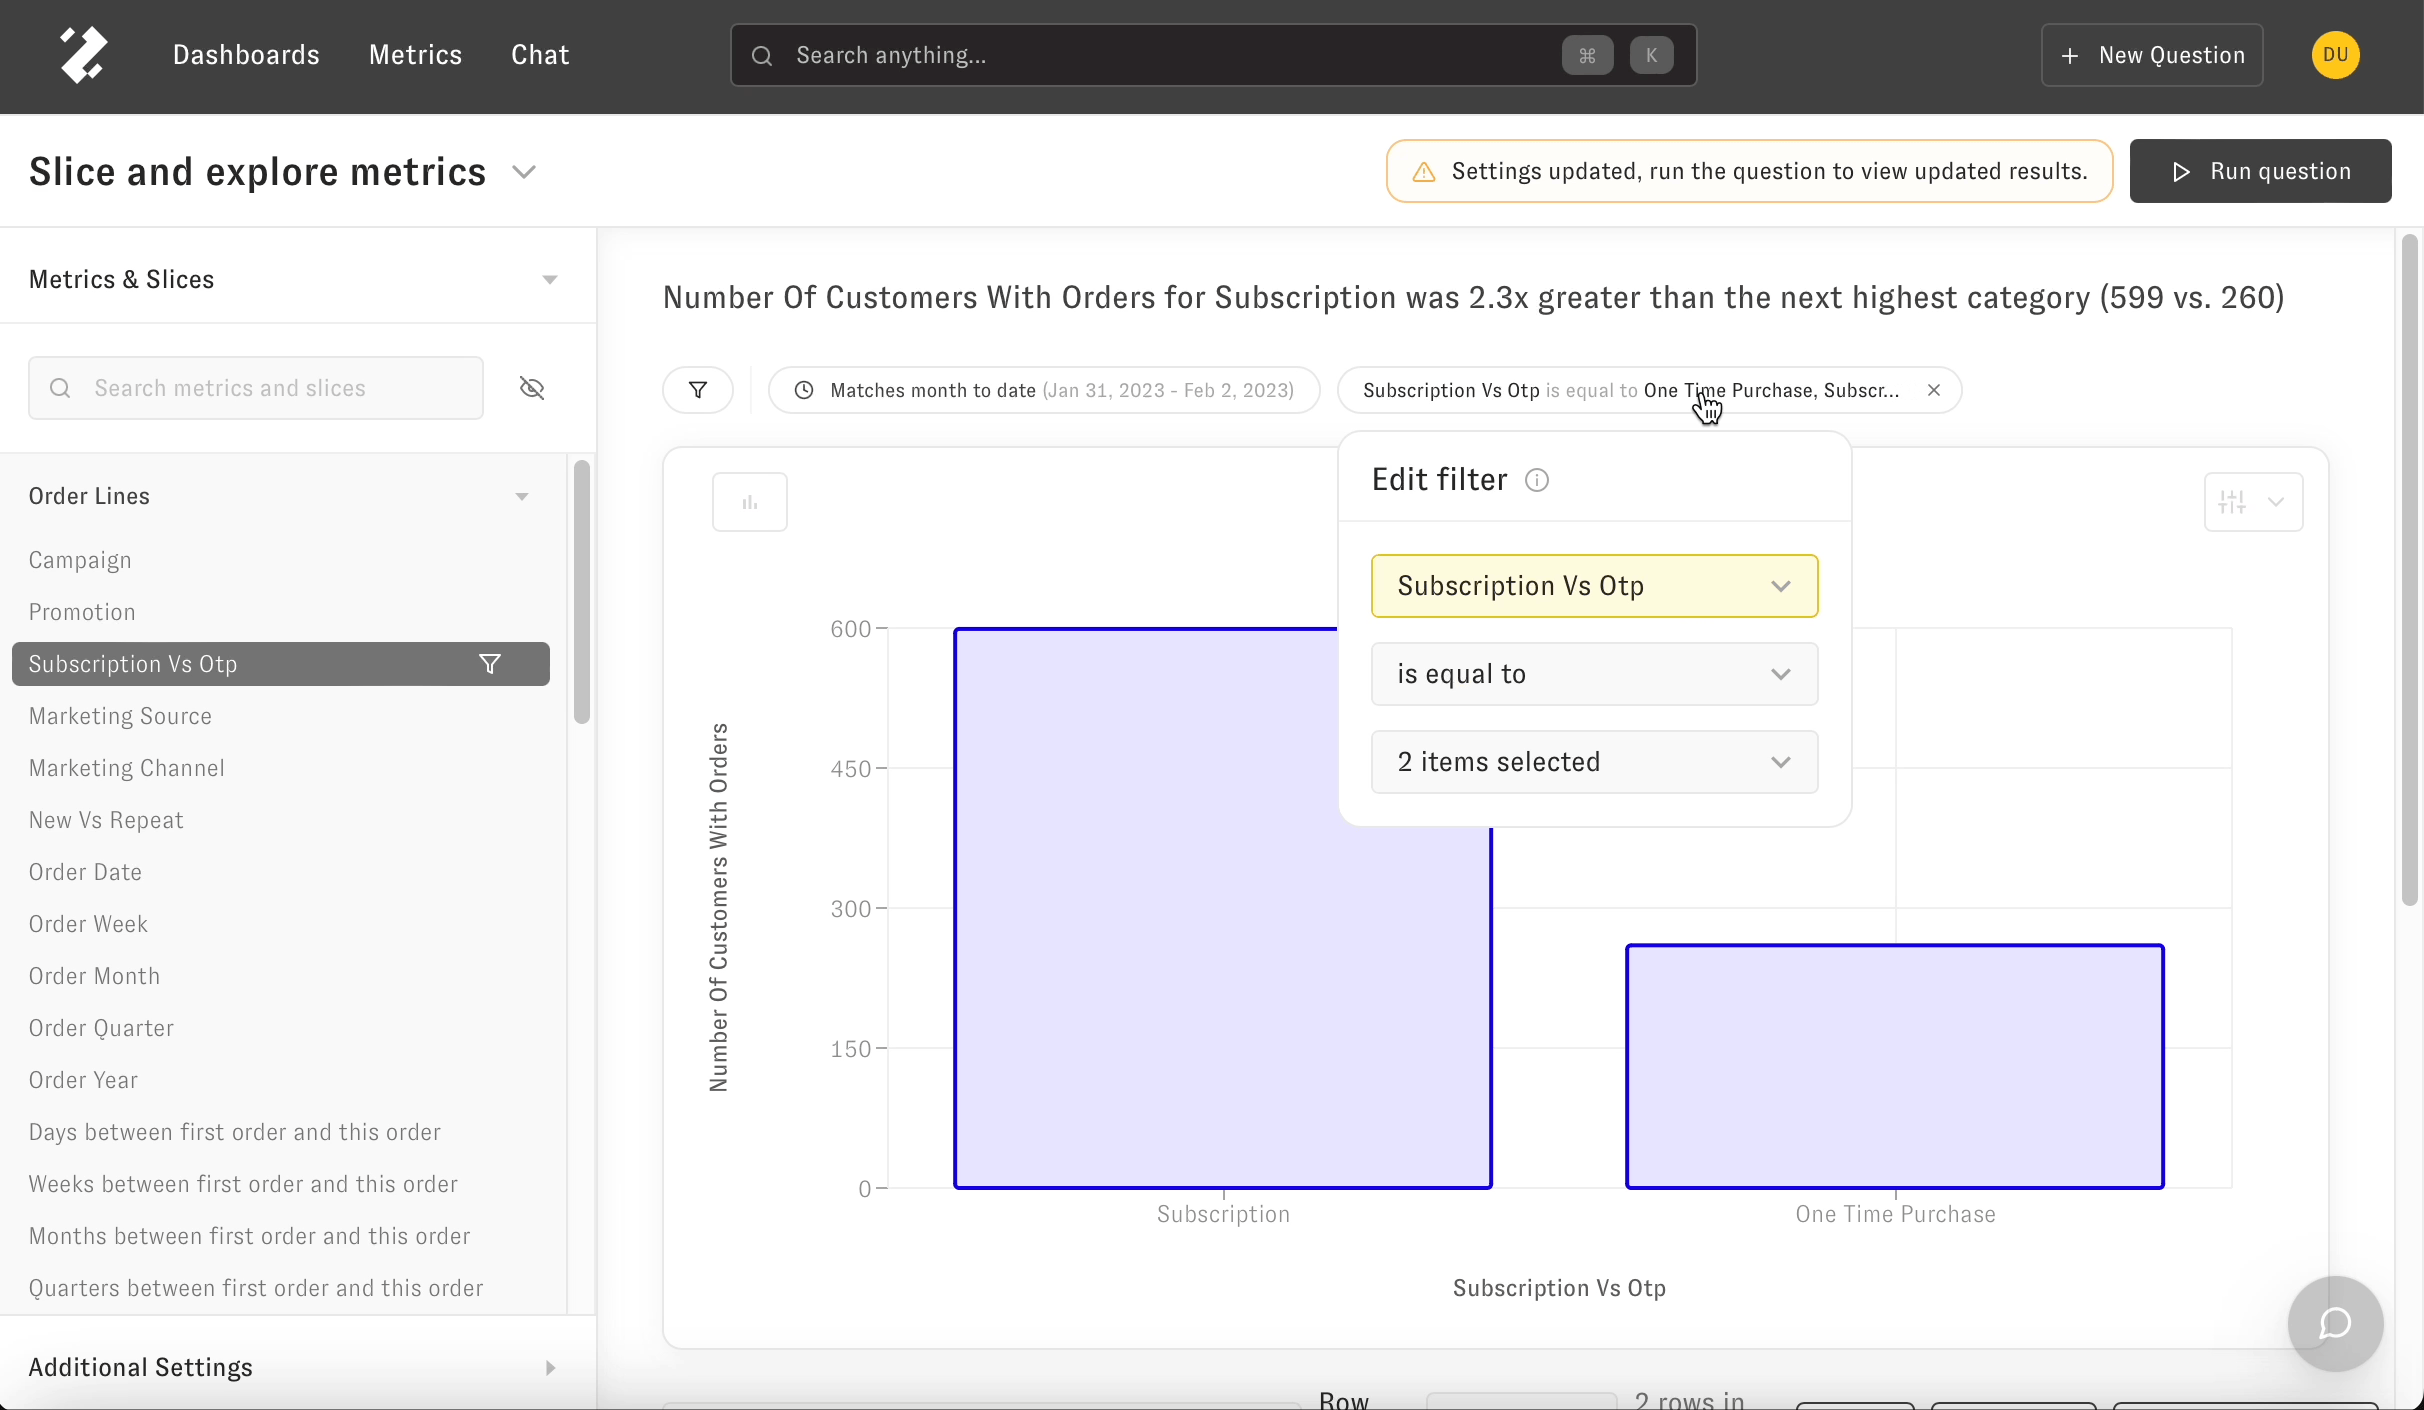 Dashboards
Metrics
Chat
Search anything...
⌘
K
+ New Question
DU
Slice and explore metrics
Settings updated, run the question to view updated results.
Run question
Metrics & Slices
Search metrics and slices
Order Lines
Campaign
Promotion
Subscription Vs Otp
Marketing Source
Marketing Channel
New Vs Repeat
Order Date
Order Week
Order Month
Order Quarter
Order Year
Days between first order and this order
Weeks between first order and this order
Months between first order and this order
Quarters between first order and this order
Additional Settings
Number Of Customers With Orders for Subscription was 2.3x greater than the next highest category (599 vs. 260)
Matches month to date (Jan 31, 2023 - Feb 2, 2023)
Subscription Vs Otp is equal to One Time Purchase, Subscr...
Edit filter
Subscription Vs Otp
is equal to
2 items selected
Number Of Customers With Orders
600
450
300
150
0
Subscription
One Time Purchase
Subscription Vs Otp
Row
2 rows in